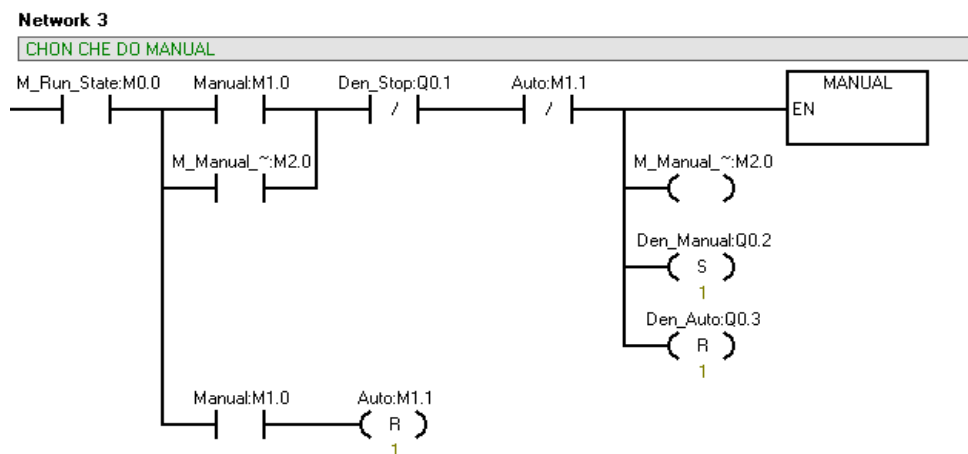 Network 3
CHON CHE DO MANUAL
M_Run_State:M0.0 Manual:M1.0 Den_Stop:Q0.1 Auto:M1.1 MANUAL
/ / EN
M_Manual_~:M2.0 M_Manual_~:M2.0
Den_Manual:Q0.2
S
1
Den_Auto:Q0.3
R
1
Manual:M1.0 Auto:M1.1
R
1